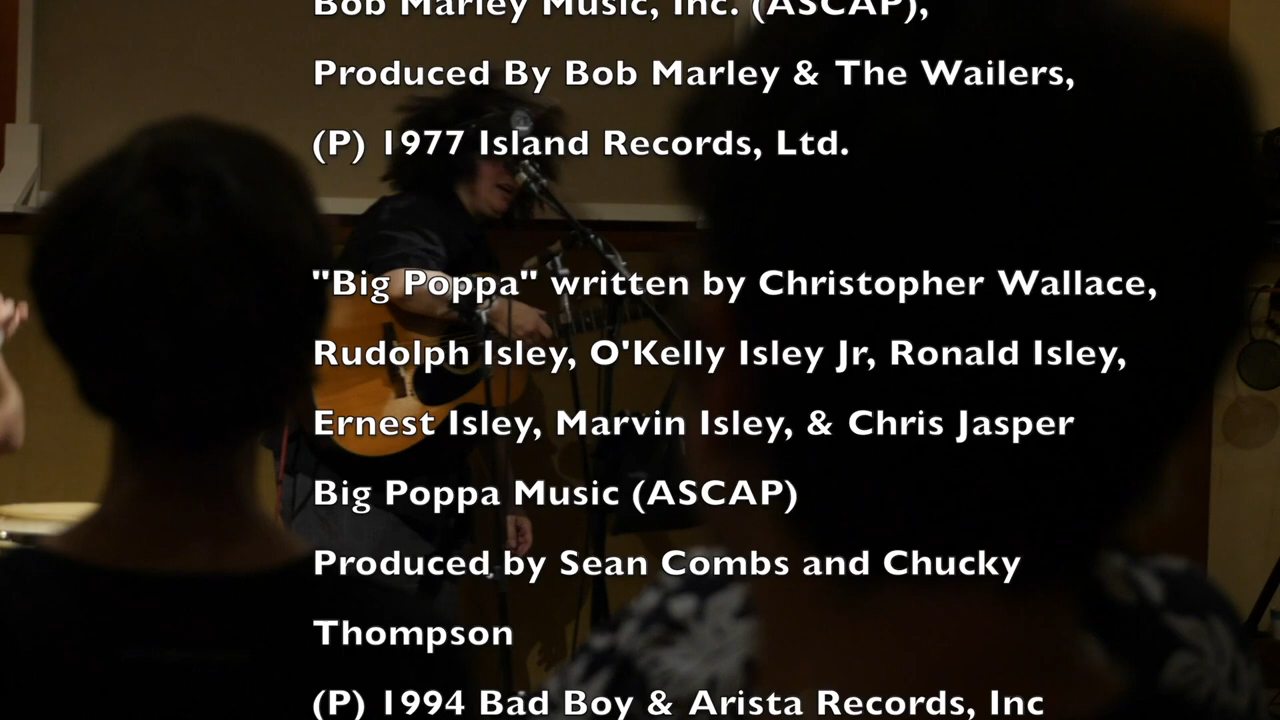 Bob Marley Music, Inc. (ASCAP),
Produced By Bob Marley & The Wailers,
(P) 1977 Island Records, Ltd.
"Big Poppa" written by Christopher Wallace,
Rudolph Isley, O'Kelly Isley Jr, Ronald Isley,
Ernest Isley, Marvin Isley, & Chris Jasper
Big Poppa Music (ASCAP)
Produced by Sean Combs and Chucky
Thompson
(P) 1994 Bad Boy & Arista Records, Inc